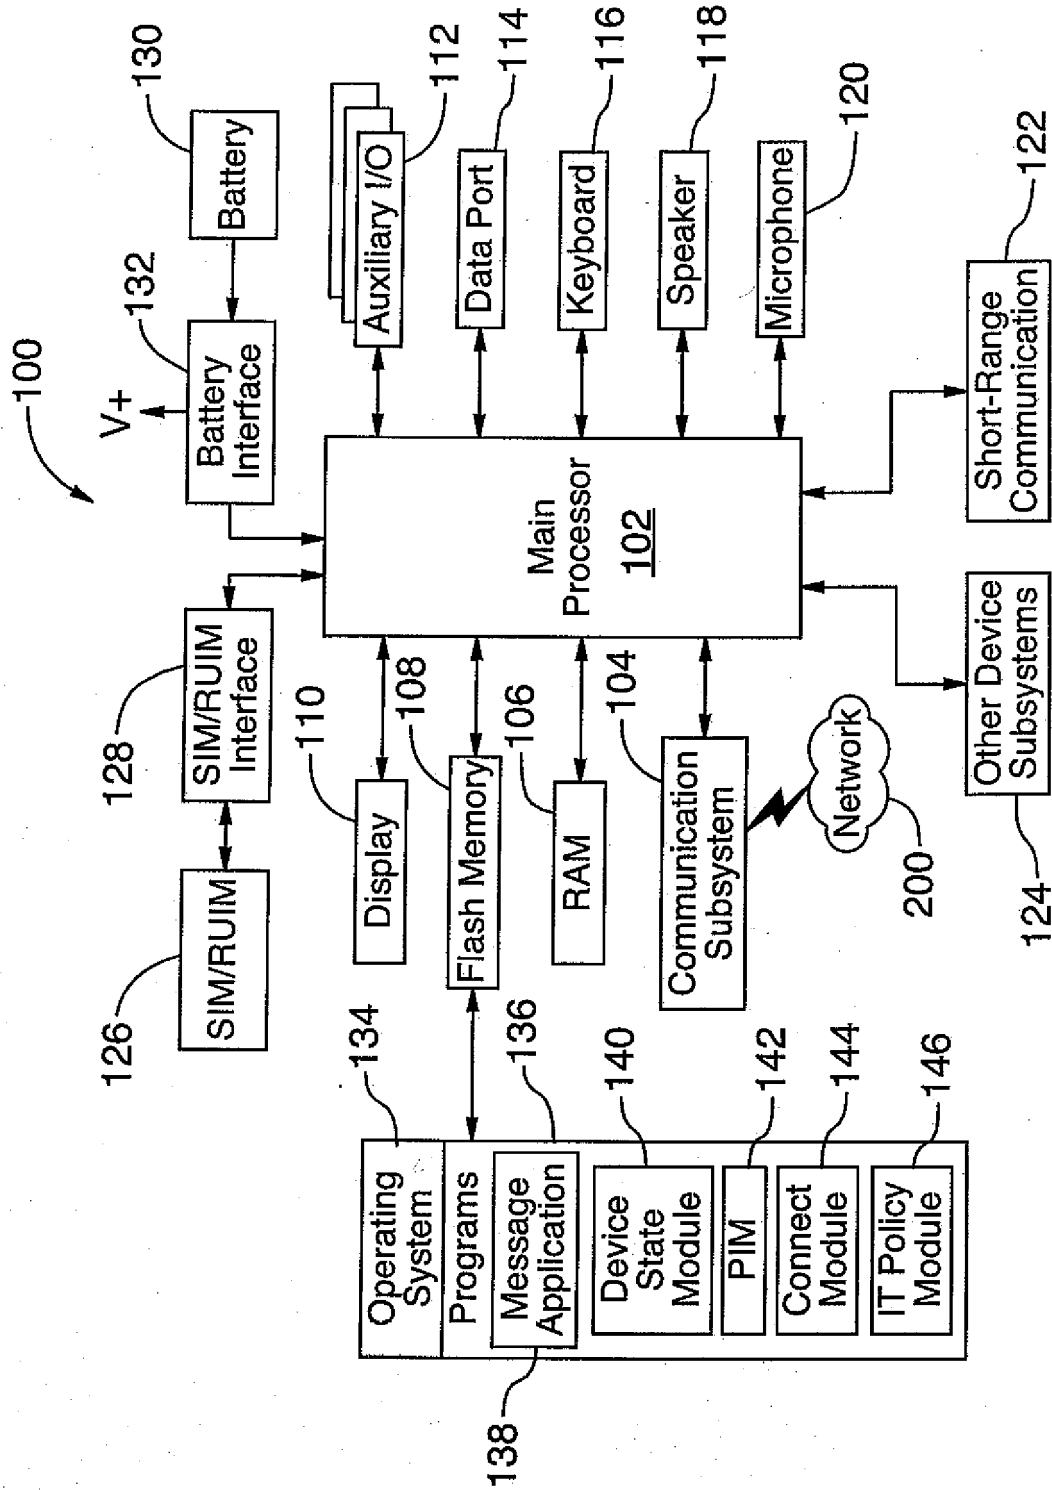 100
126
SIM/RUIM
128
SIM/RUIM
Interface
V+
132
Battery
Interface
130
Battery
134
Operating
System
Programs
136
Message
Application
138
Device
State
Module
140
PIM
142
Connect
Module
144
IT Policy
Module
146
110
Display
108
Flash Memory
106
RAM
104
Communication
Subsystem
Network
200
Main
Processor
102
Auxiliary I/O
112
Data Port
114
Keyboard
116
Speaker
118
Microphone
120
Other Device
Subsystems
124
Short-Range
Communication
122